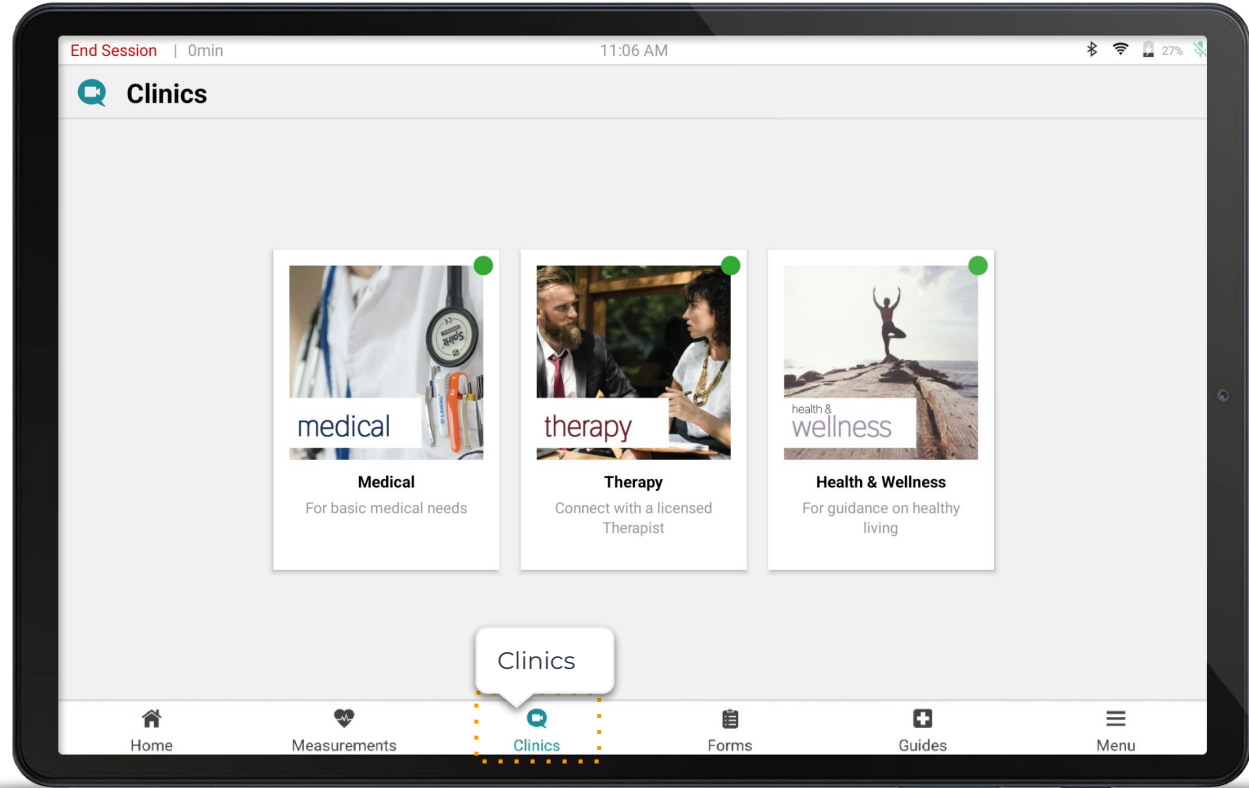 End Session | 0min 11:06 AM 27%
Clinics
Spirit
medical
therapy
health &
wellness
Medical
For basic medical needs
Therapy
Connect with a licensed
Therapist
Health & Wellness
For guidance on healthy
living
Clinics
Home Measurements Clinics Forms Guides Menu